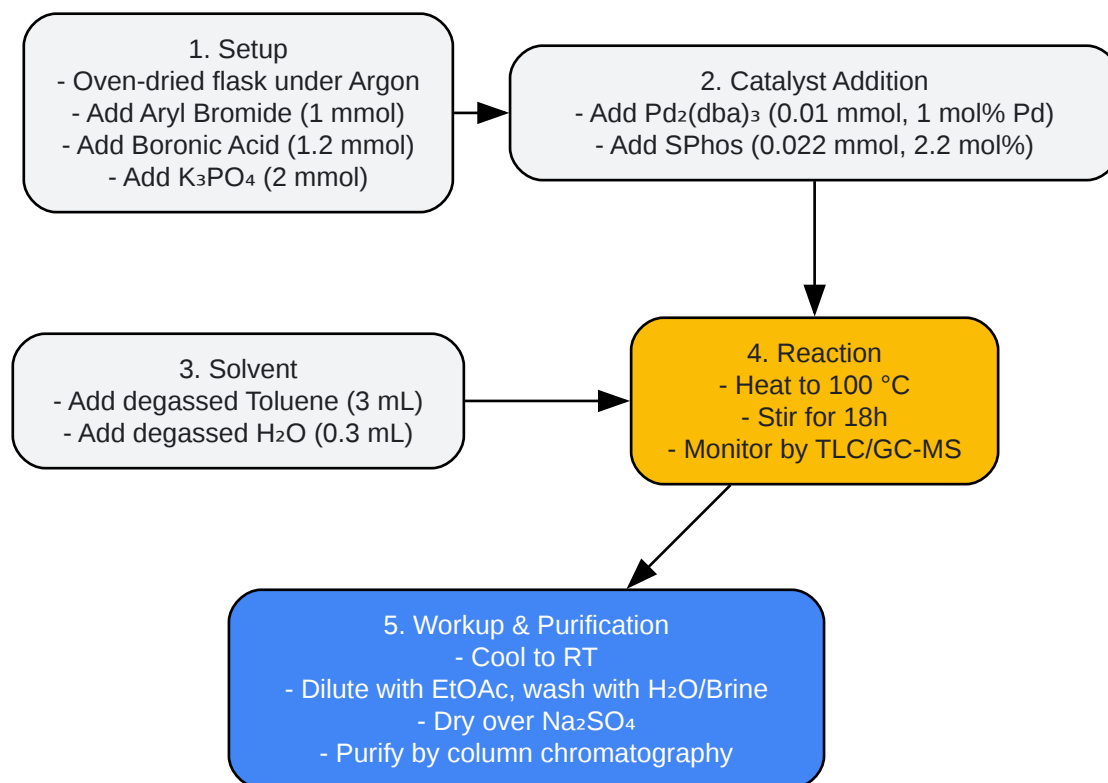 1. Setup
- Oven-dried flask under Argon
- Add Aryl Bromide (1 mmol)
- Add Boronic Acid (1.2 mmol)
- Add K₃PO₄ (2 mmol)
2. Catalyst Addition
- Add Pd₂(dba)₃ (0.01 mmol, 1 mol% Pd)
- Add SPhos (0.022 mmol, 2.2 mol%)
3. Solvent
- Add degassed Toluene (3 mL)
- Add degassed H₂O (0.3 mL)
4. Reaction
- Heat to 100 °C
- Stir for 18h
- Monitor by TLC/GC-MS
5. Workup & Purification
- Cool to RT
- Dilute with EtOAc, wash with H₂O/Brine
- Dry over Na₂SO₄
- Purify by column chromatography